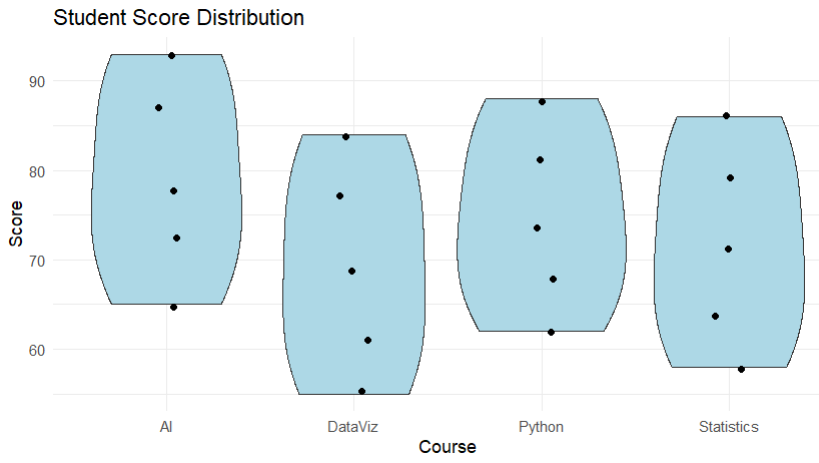 Student Score Distribution
90
80
70
60
Score
AI
DataViz
Python
Statistics
Course